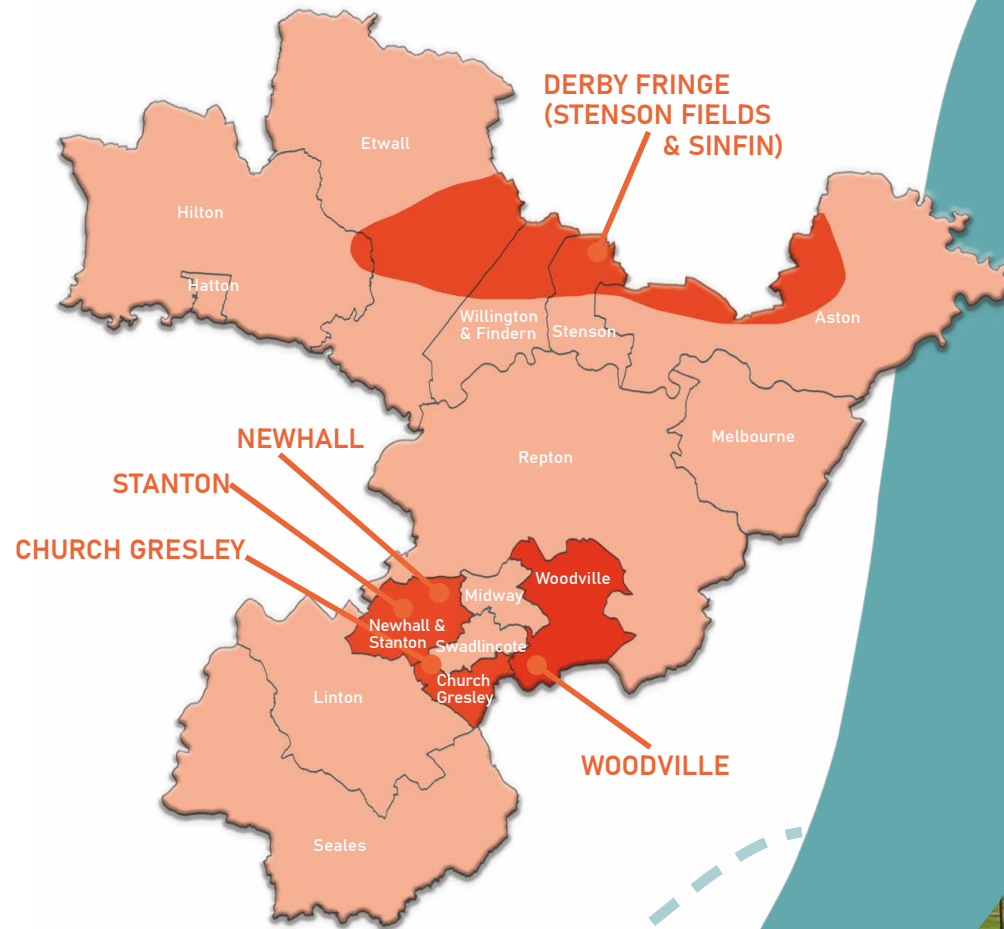 DERBY FRINGE
(STENSON FIELDS
& SINFIN)
Etwall
Hilton
Hatton
Willington
& Findern
Stenson
Aston
Melbourne
NEWHALL
Repton
STANTON
CHURCH GRESLEY
Woodville
Midway
Newhall &
Stanton
Swadlincote
Church
Gresley
Linton
WOODVILLE
Seales